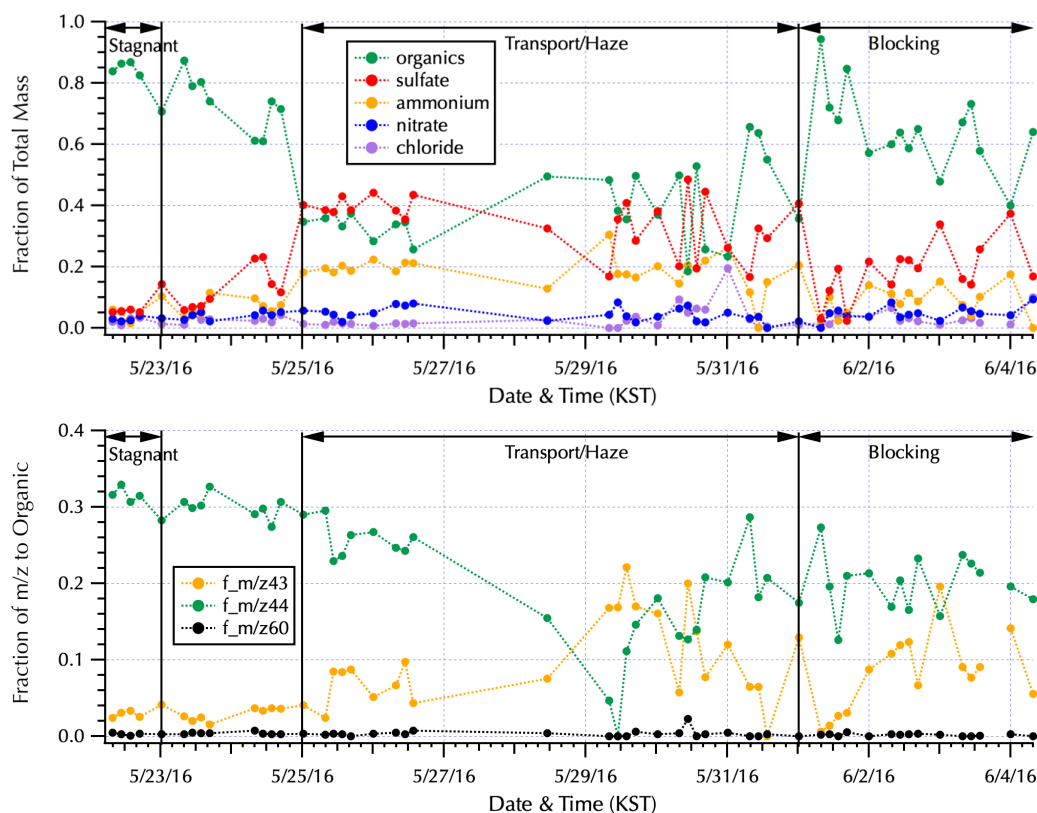 Fraction of Total Mass
1.0
0.8
0.6
0.4
0.2
0.0
Stagnant
Transport/Haze
Blocking
organics
sulfate
ammonium
nitrate
chloride
5/23/16 5/25/16 5/27/16 5/29/16 5/31/16 6/2/16 6/4/16
Date & Time (KST)
Fraction of m/z to Organic
0.4
0.3
0.2
0.1
0.0
Stagnant
Transport/Haze
Blocking
f_m/z43
f_m/z44
f_m/z60
5/23/16 5/25/16 5/27/16 5/29/16 5/31/16 6/2/16 6/4/16
Date & Time (KST)